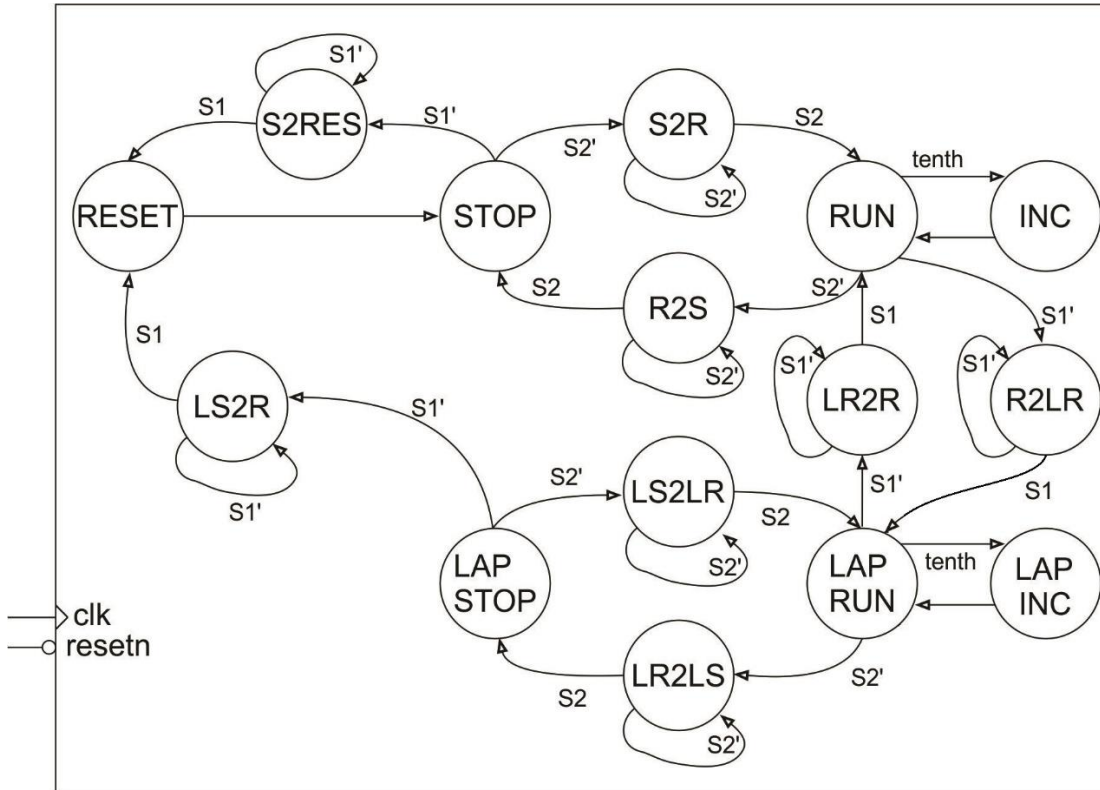 S1'
S1
S2RES
S1'
S2'
S2R
S2
S2'
tenth
RESET
STOP
RUN
INC
S2
R2S
S2'
S2'
S1
S1'
S1
S1'
LR2R
S1'
R2LR
LS2R
S1'
S1'
S2'
LS2LR
S2
S2'
S1'
S1
tenth
LAP
STOP
LAP
RUN
LAP
INC
clk
resetn
S2
LR2LS
S2'
S2'